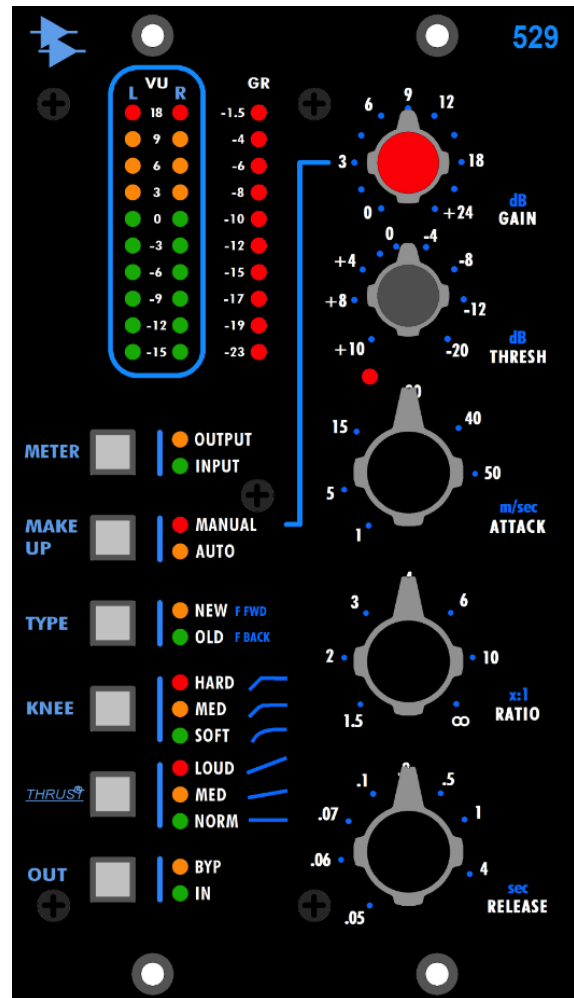 529
VU GR
L R
18 -1.5
9 -4
6 -6
3 -8
0 -10
-3 -12
-6 -15
-9 -17
-12 -19
-15 -23
0 3 6 9 12 18 +24
dB
GAIN
+10 +8 +4 0 -4 -8 -12 -20
dB
THRESH
1 5 15 40 50
m/sec
ATTACK
1.5 2 3 6 10 ∞
x:1
RATIO
.05 .06 .07 .1 .5 1 4
sec
RELEASE
METER
OUTPUT
INPUT
MAKE UP
MANUAL
AUTO
TYPE
NEW F FWD
OLD F BACK
KNEE
HARD
MED
SOFT
THRUST®
LOUD
MED
NORM
OUT
BYP
IN